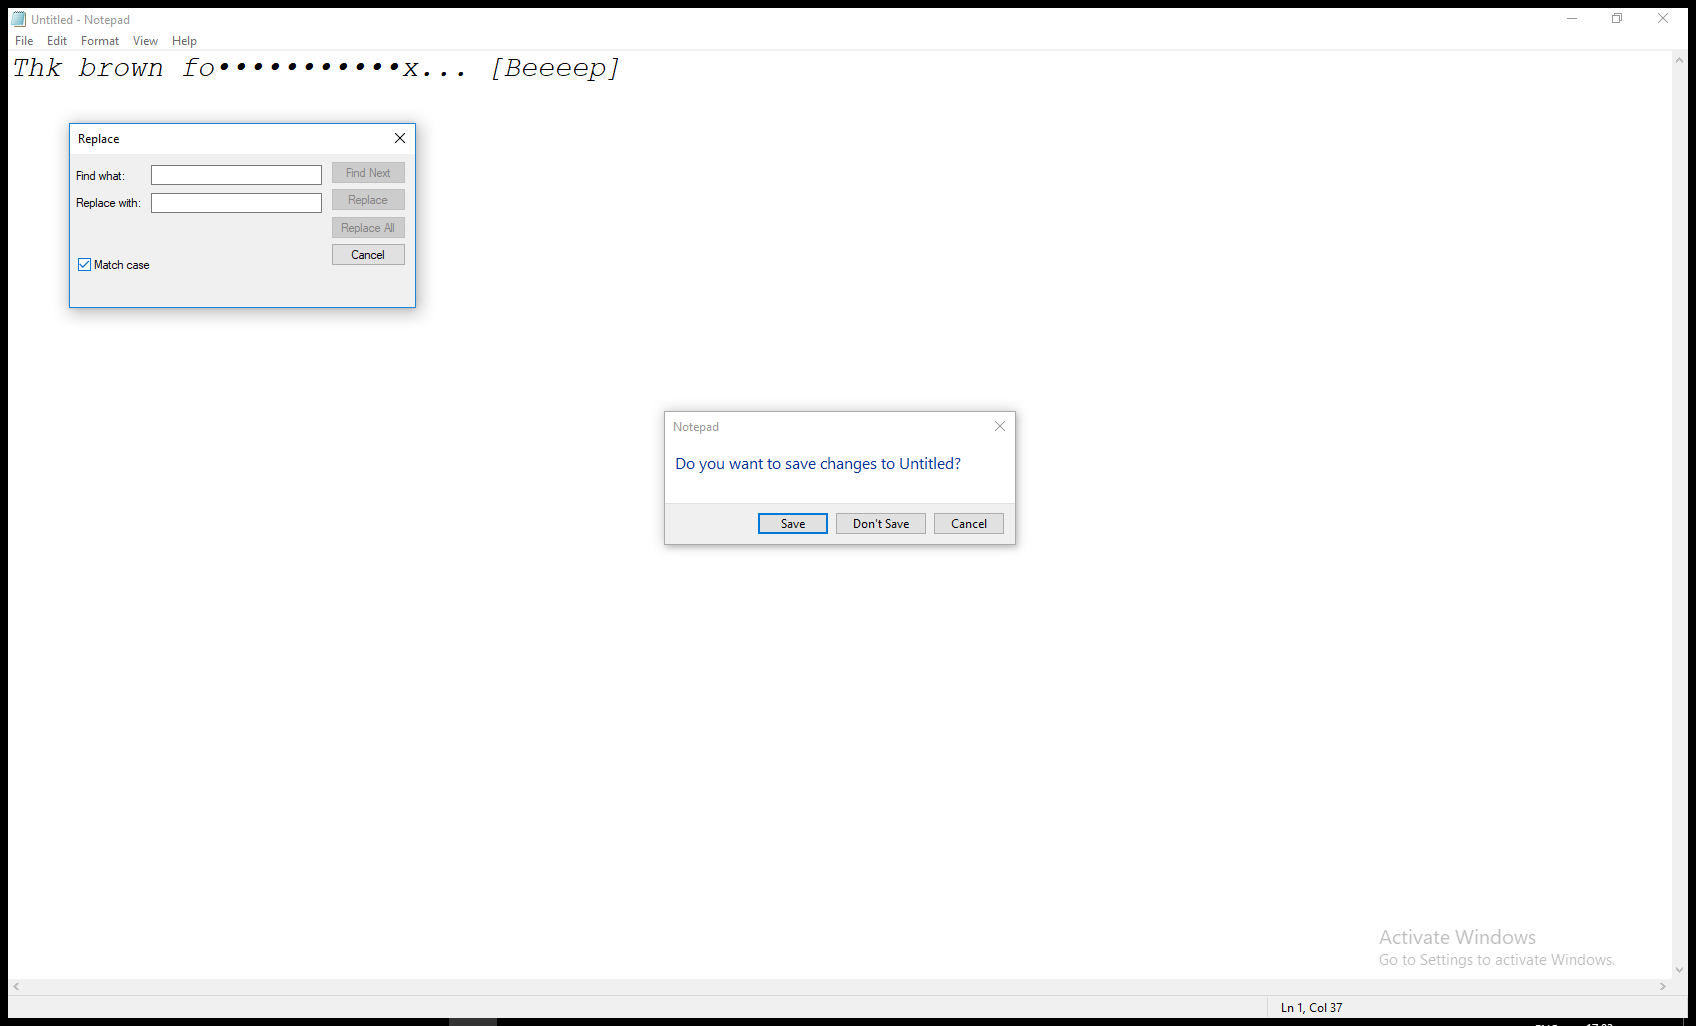 Untitled - Notepad
File Edit Format View Help
Thk brown fo•••••••••••x... [Beeeep]
Replace
Find what:
Find Next
Replace with:
Replace
Replace All
Cancel
Match case
Notepad
Do you want to save changes to Untitled?
Save Don't Save Cancel
Activate Windows
Go to Settings to activate Windows.
Ln 1, Col 37